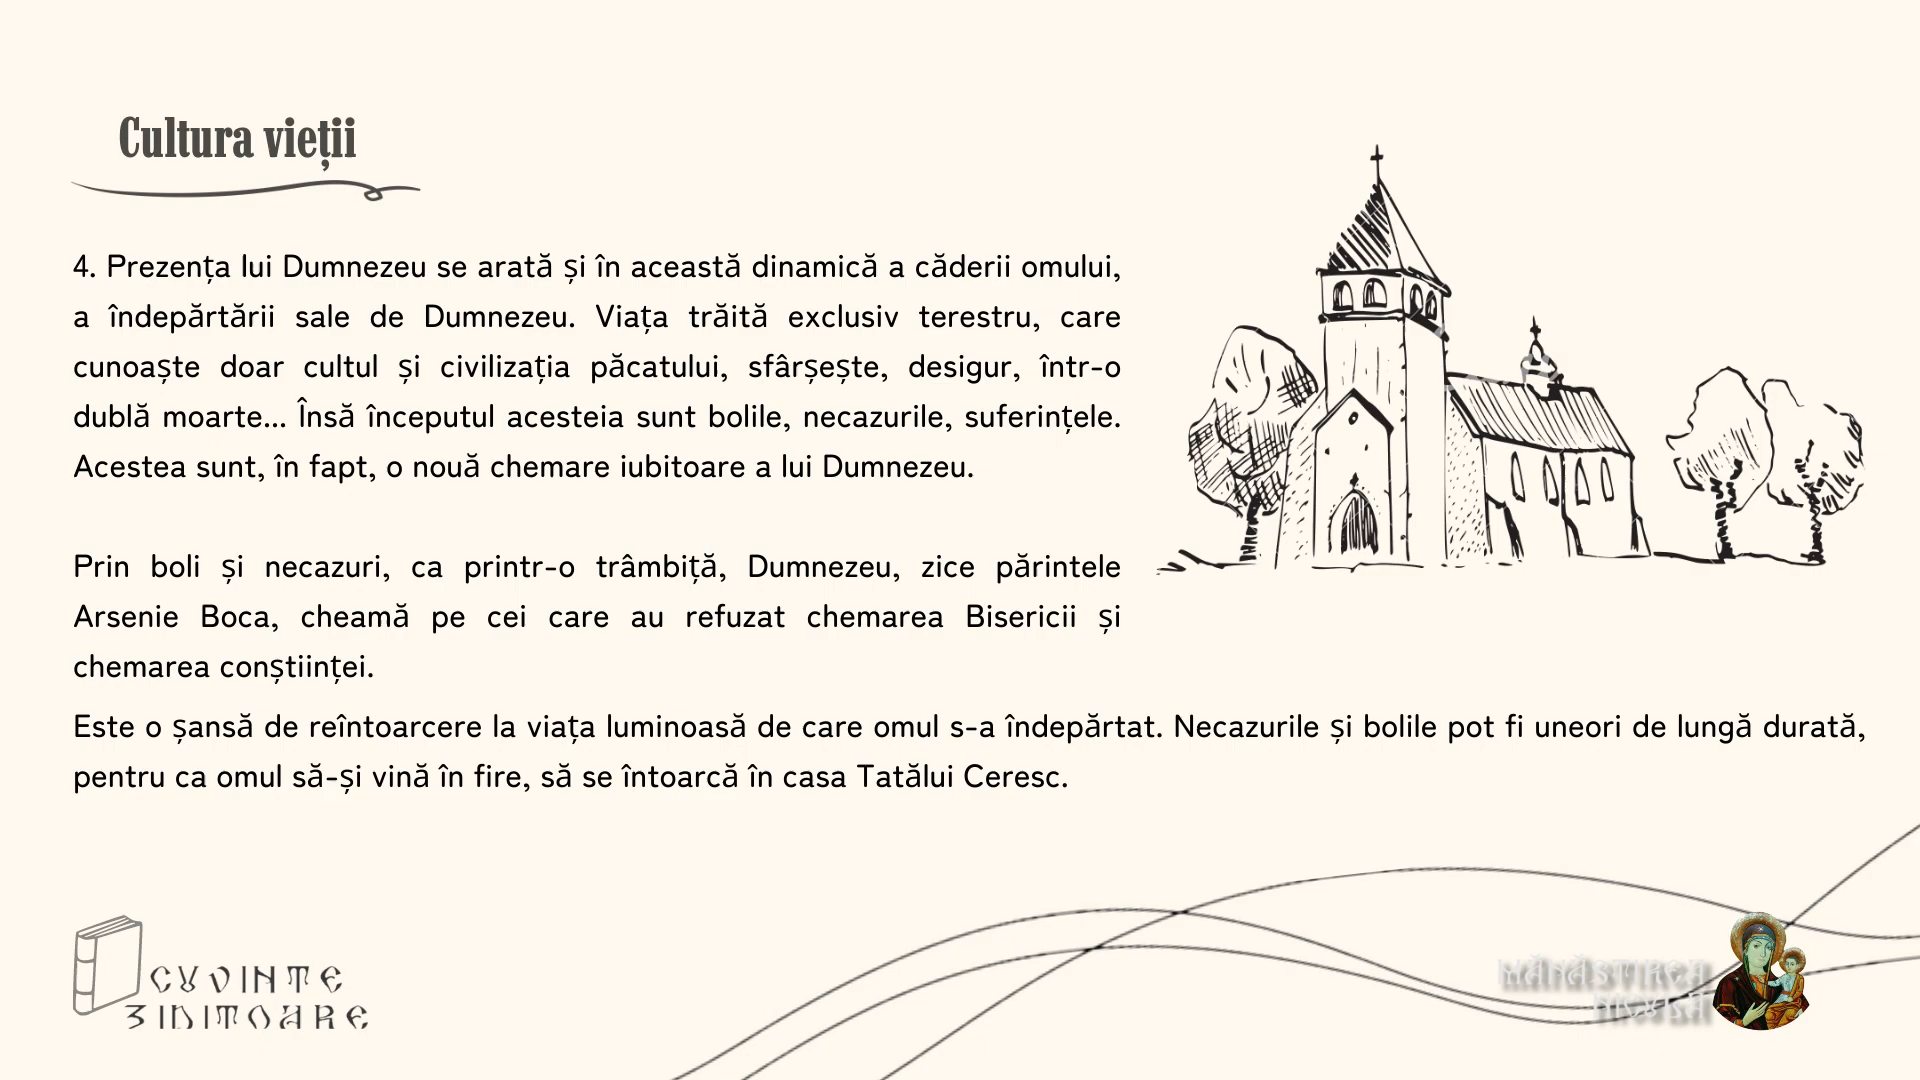 Cultura vieții
4. Prezența lui Dumnezeu se arată și în această dinamică a căderii omului,
a îndepărtării sale de Dumnezeu. Viața trăită exclusiv terestru, care
cunoaște doar cultul și civilizația păcatului, sfârșește, desigur, într-o
dublă moarte... Însă începutul acesteia sunt bolile, necazurile, suferințele.
Acestea sunt, în fapt, o nouă chemare iubitoare a lui Dumnezeu.
Prin boli și necazuri, ca printr-o trâmbiță, Dumnezeu, zice părintele
Arsenie Boca, cheamă pe cei care au refuzat chemarea Bisericii și
chemarea conștiinței.
Este o șansă de reîntoarcere la viața luminoasă de care omul s-a îndepărtat. Necazurile și bolile pot fi uneori de lungă durată,
pentru ca omul să-și vină în fire, să se întoarcă în casa Tatălui Ceresc.
CUVINTE
ZIDITOARE
MĂNĂSTIREA
NICULA